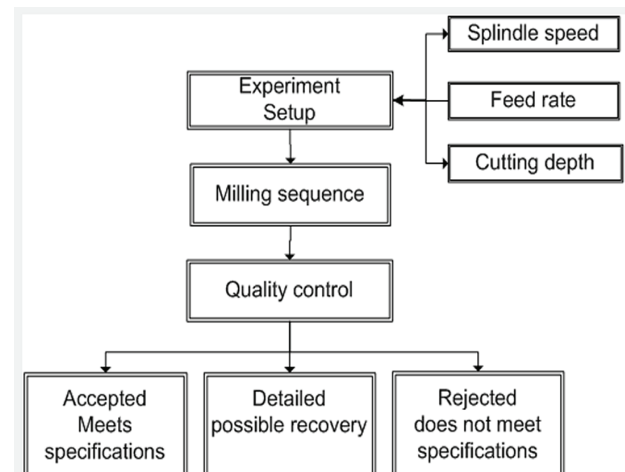 Splindle speed
Experiment
Setup
Feed rate
Cutting depth
Milling sequence
Quality control
Accepted
Meets
specifications
Detailed
possible recovery
Rejected
does not meet
specifications